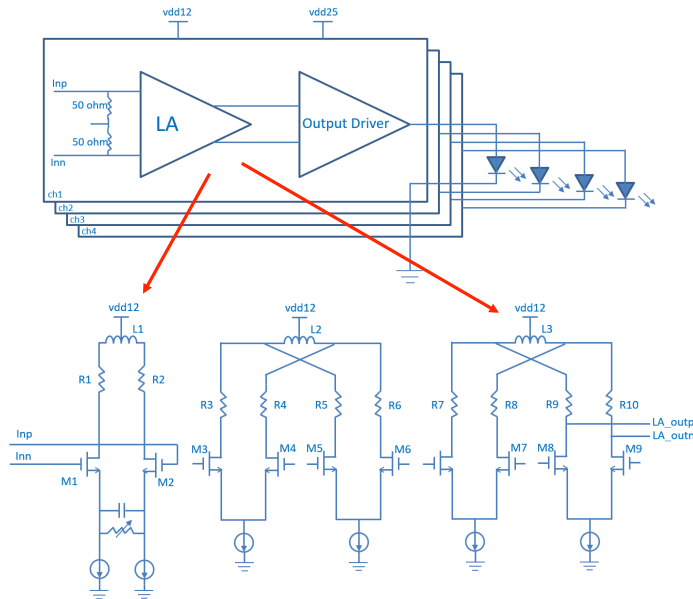 vdd12
vdd25
Inp
50 ohm
LA
Output Driver
50 ohm
Inn
ch1
ch2
ch3
ch4
vdd12
vdd12
vdd12
L1
L2
L3
R1
R2
R3
R4
R5
R6
R7
R8
R9
R10
LA_outp
LA_outn
Inp
Inn
M1
M2
M3
M4
M5
M6
M7
M8
M9